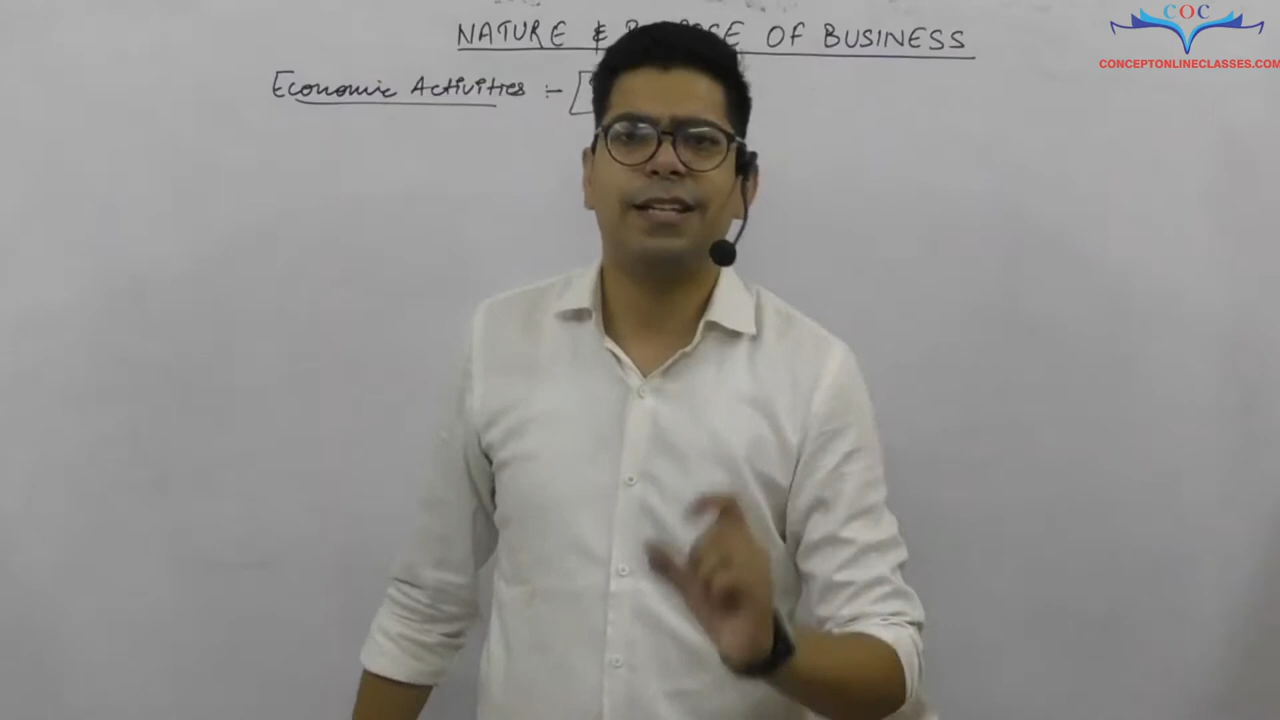 COC
NATURE & OF BUSINESS
CONCEPTONLINECLASSES.COM
Economic Activities :- [